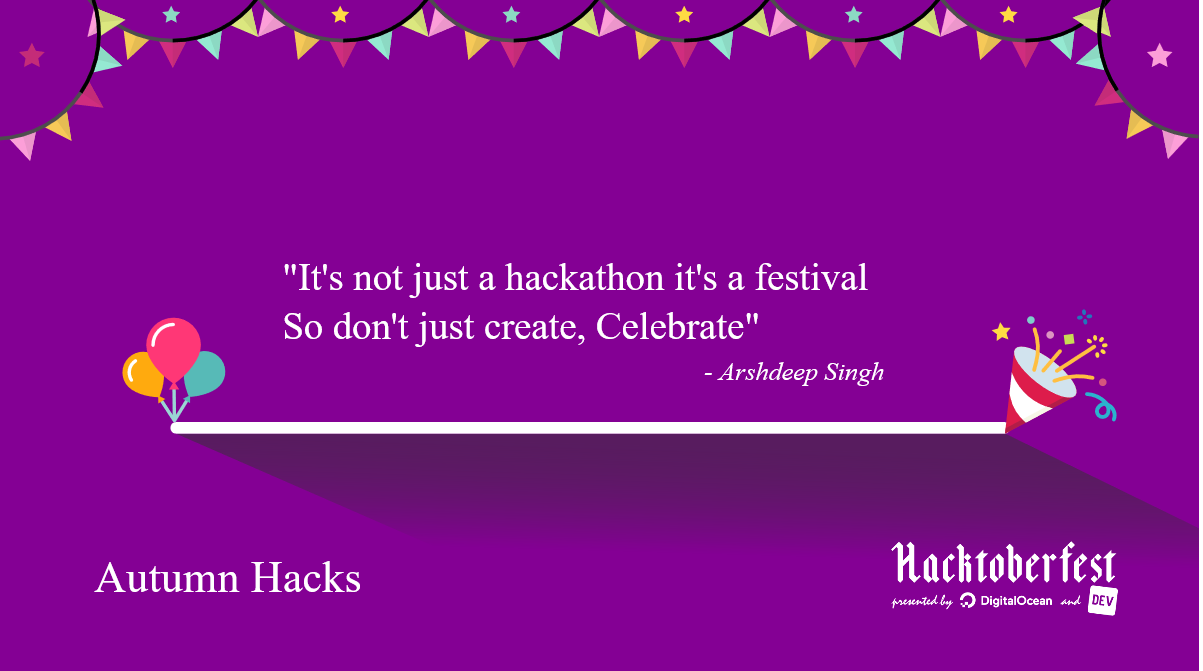 "It's not just a hackathon it's a festival
So don't just create, Celebrate"
- Arshdeep Singh
Autumn Hacks
Hacktoberfest
presented by DigitalOcean and DEV